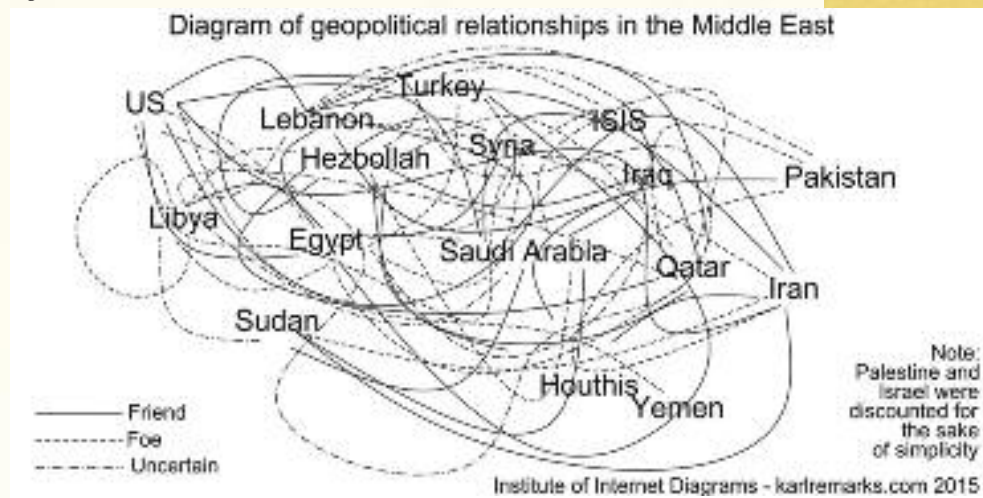 Diagram of geopolitical relationships in the Middle East
US
Turkey
Lebanon
ISIS
Syria
Hezbollah
Iraq
Pakistan
Libya
Egypt
Saudi Arabia
Qatar
Iran
Sudan
Houthis
Yemen
Note:
Palestine and
Israel were
discounted for
the sake
of simplicity
Friend
Foe
Uncertain
Institute of Internet Diagrams - karlremarks.com 2015